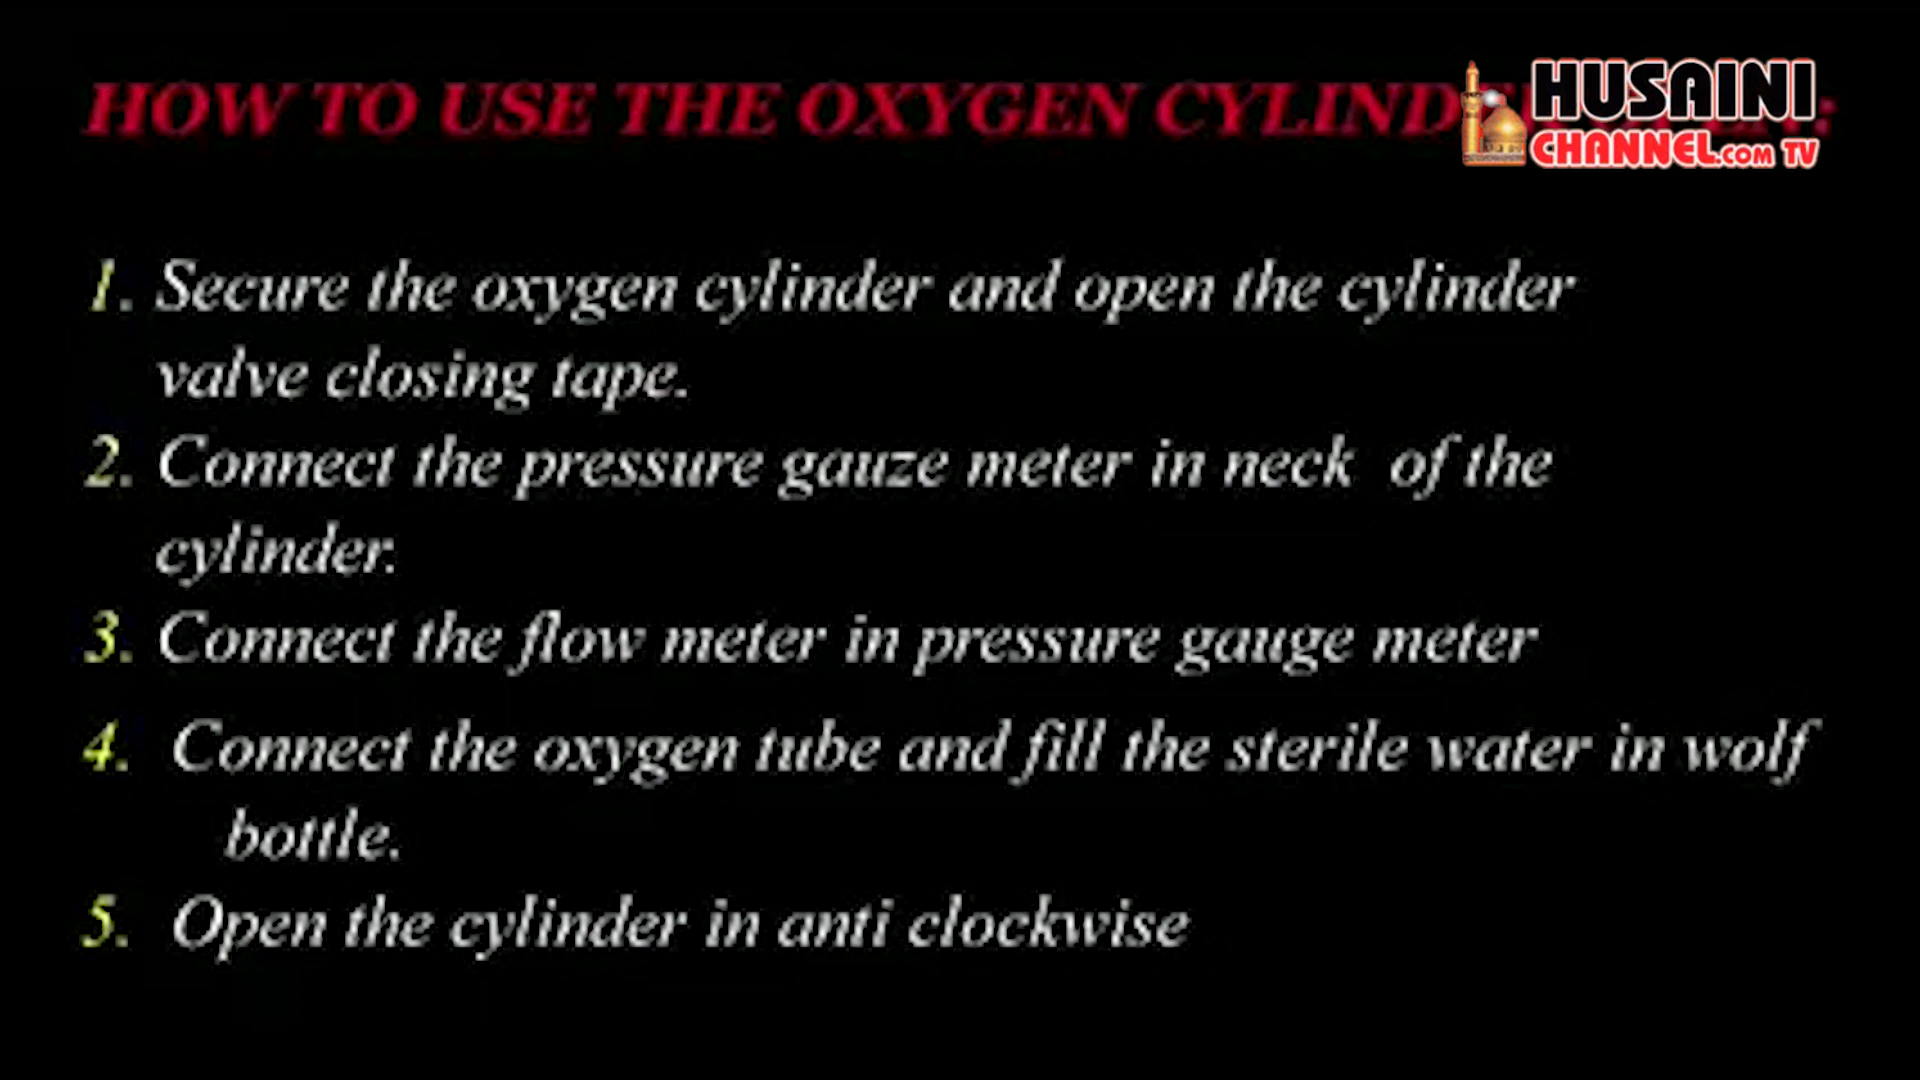 HOW TO USE THE OXYGEN
HUSAINI
CHANNEL.COM TV
1. Secure the oxygen cylinder and open the cylinder
valve closing tape.
2. Connect the pressure gauze meter in neck of the
cylinder.
3. Connect the flow meter in pressure gauge meter
4. Connect the oxygen tube and fill the sterile water in wolf
bottle.
5. Open the cylinder in anti clockwise